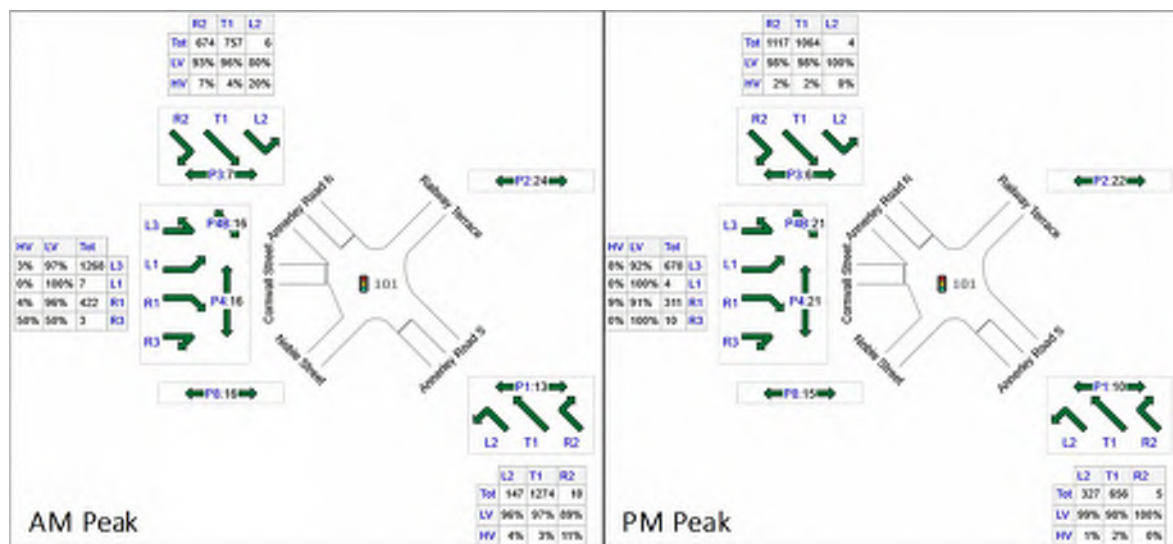 R2 T1 L2
Tot 674 757 6
LV 93% 96% 80%
HV 7% 4% 20%
R2 T1 L2
P3:7
P2:24
Annerley Road N
Railway Terrace
L3 P4B:16
HV LV Tot
3% 97% 1268 L3
0% 100% 7 L1
4% 96% 422 R1
50% 50% 3 R3
L1
R1 P4:16
R3
Cornwall Street
101
Noble Street
Annerley Road S
P8:16
P1:13
L2 T1 R2
L2 T1 R2
Tot 147 1274
LV 96% 97% 89%
HV 4% 3% 11%
AM Peak
R2 T1 L2
Tot 1117 1064 4
LV 98% 98% 100%
HV 2% 2% 0%
R2 T1 L2
P3:6
P2:22
Annerley Road N
Railway Terrace
L3 P4B:21
HV LV Tot
8% 92% 678 L3
0% 100% 4 L1
9% 91% 311 R1
0% 100% 10 R3
L1
R1 P4:21
R3
Cornwall Street
101
Noble Street
Annerley Road S
P8:15
P1:10
L2 T1 R2
L2 T1 R2
Tot 327 656 5
LV 99% 98% 100%
HV 1% 2% 0%
PM Peak